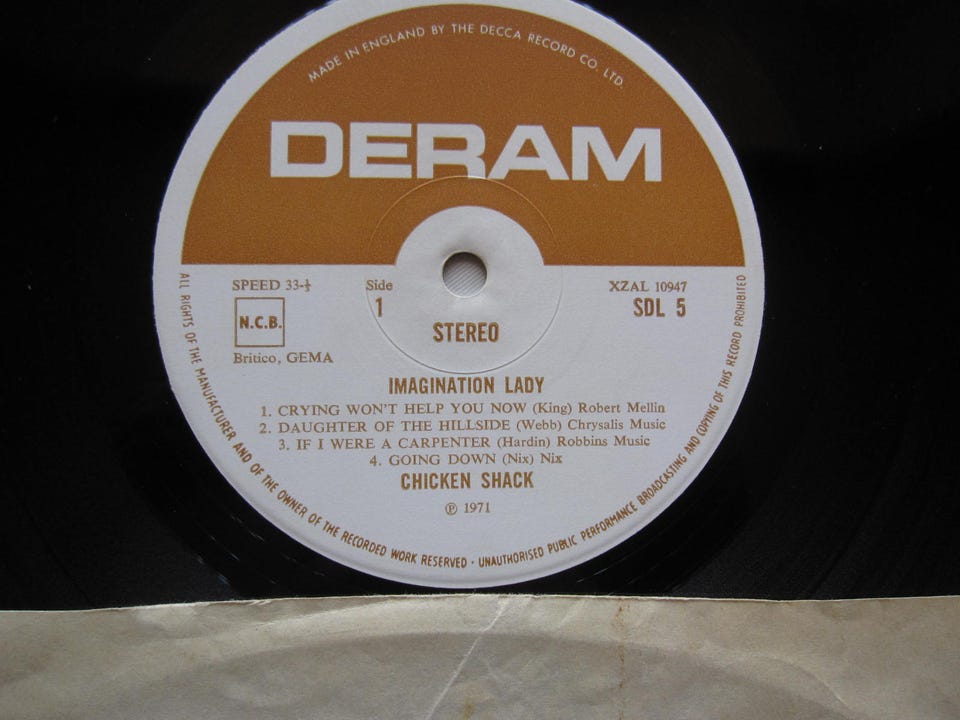 MADE IN ENGLAND BY THE DECCA RECORD CO. LTD.
DERAM
SPEED 33-⅓
Side
1
XZAL 10947
SDL 5
N.C.B.
STEREO
Britico, GEMA
IMAGINATION LADY
1. CRYING WON'T HELP YOU NOW (King) Robert Mellin
2. DAUGHTER OF THE HILLSIDE (Webb) Chrysalis Music
3. IF I WERE A CARPENTER (Hardin) Robbins Music
4. GOING DOWN (Nix) Nix
CHICKEN SHACK
℗ 1971
ALL RIGHTS OF THE MANUFACTURER AND OF THE OWNER OF THE RECORDED WORK RESERVED · UNAUTHORISED PUBLIC PERFORMANCE BROADCASTING AND COPYING OF THIS RECORD PROHIBITED